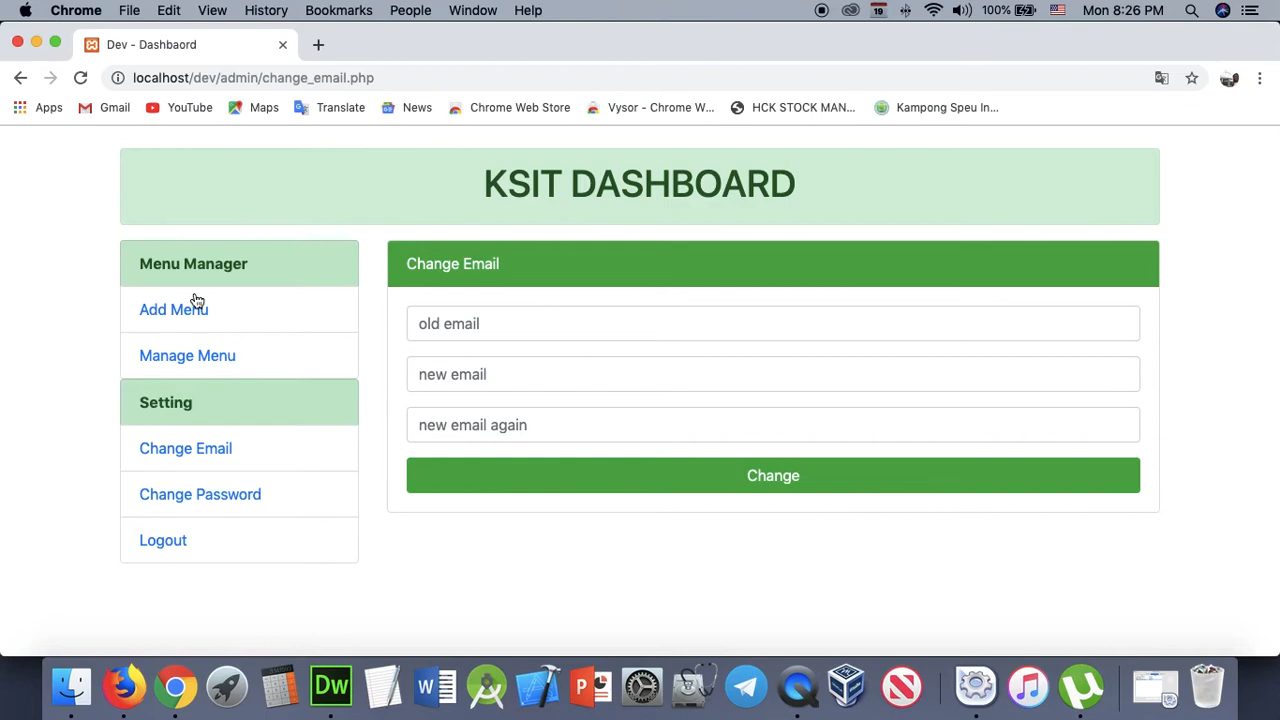 Chrome File Edit View History Bookmarks People Window Help 19 100% Mon 8:26 PM
Dev - Dashbaord
localhost/dev/admin/change_email.php
Apps Gmail YouTube Maps Translate News Chrome Web Store Vysor - Chrome W... HCK STOCK MAN... Kampong Speu In...
KSIT DASHBOARD
Menu Manager
Add Menu
Manage Menu
Setting
Change Email
Change Password
Logout
Change Email
old email
new email
new email again
Change
Dw W P